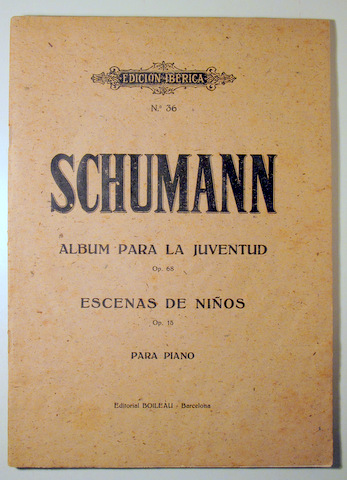 EDICION IBERICA
N.º 36
SCHUMANN
ALBUM PARA LA JUVENTUD
Op. 68
ESCENAS DE NIÑOS
Op. 15
PARA PIANO
Editorial BOILEAU - Barcelona